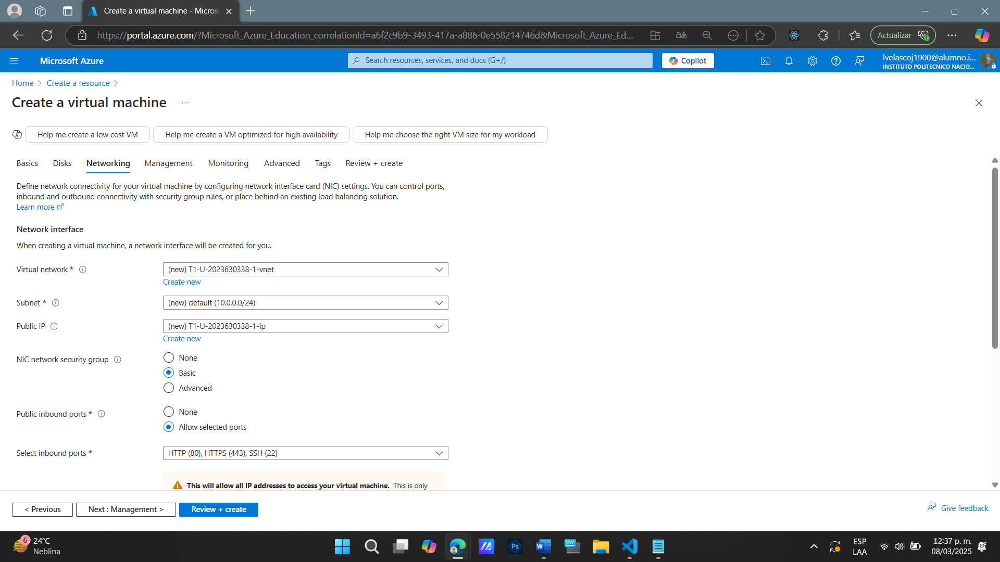 Create a virtual machine - Micros
https://portal.azure.com/?Microsoft_Azure_Education_correlationId=a6f2c9b9-3493-417a-a886-0e558214746d&Microsoft_Azure_Ed...
aあ
Actualizar
Microsoft Azure
Search resources, services, and docs (G+/)
Copilot
lvelascoj1900@alumno.i...
INSTITUTO POLITECNICO NACIO...
Home > Create a resource >
Create a virtual machine ...
Help me create a low cost VM
Help me create a VM optimized for high availability
Help me choose the right VM size for my workload
Basics Disks Networking Management Monitoring Advanced Tags Review + create
Define network connectivity for your virtual machine by configuring network interface card (NIC) settings. You can control ports,
inbound and outbound connectivity with security group rules, or place behind an existing load balancing solution.
Learn more
Network interface
When creating a virtual machine, a network interface will be created for you.
Virtual network *
(new) T1-U-2023630338-1-vnet
Create new
Subnet *
(new) default (10.0.0.0/24)
Public IP
(new) T1-U-2023630338-1-ip
Create new
NIC network security group
None
Basic
Advanced
Public inbound ports *
None
Allow selected ports
Select inbound ports *
HTTP (80), HTTPS (443), SSH (22)
This will allow all IP addresses to access your virtual machine. This is only
< Previous
Next : Management >
Review + create
Give feedback
6
24°C
Neblina
Ps
W
ESP
LAA
12:37 p. m.
08/03/2025